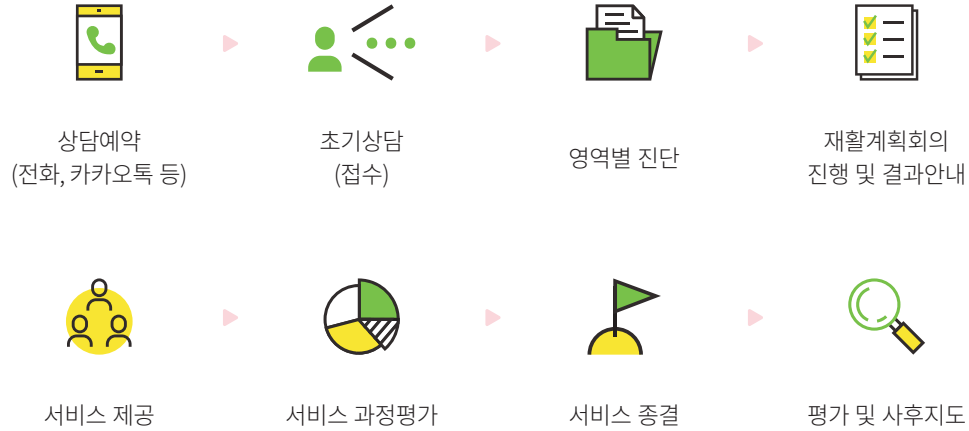 상담예약
(전화, 카카오톡 등)
초기상담
(접수)
영역별 진단
재활계획회의
진행 및 결과안내
서비스 제공
서비스 과정평가
서비스 종결
평가 및 사후지도